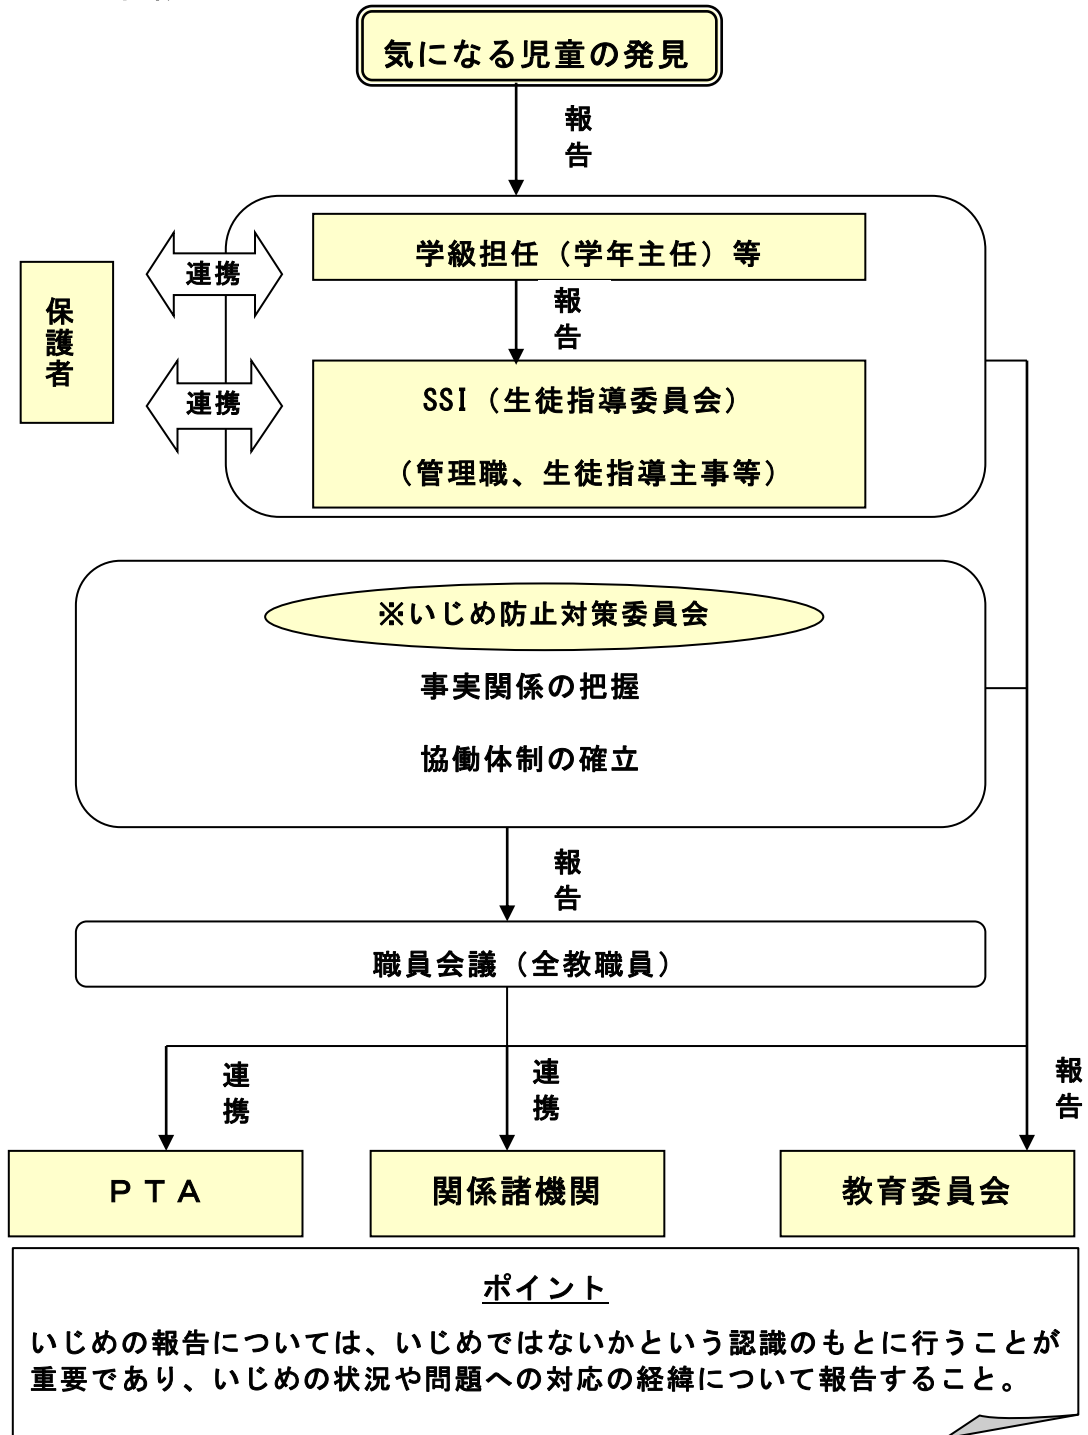 気になる児童の発見
報告
学級担任（学年主任）等
連携
報告
保護者
連携
SSI（生徒指導委員会）
（管理職、生徒指導主事等）
※いじめ防止対策委員会
事実関係の把握
協働体制の確立
報告
職員会議（全教職員）
連携
連携
報告
ＰＴＡ
関係諸機関
教育委員会
ポイント
いじめの報告については、いじめではないかという認識のもとに行うことが
重要であり、いじめの状況や問題への対応の経緯について報告すること。